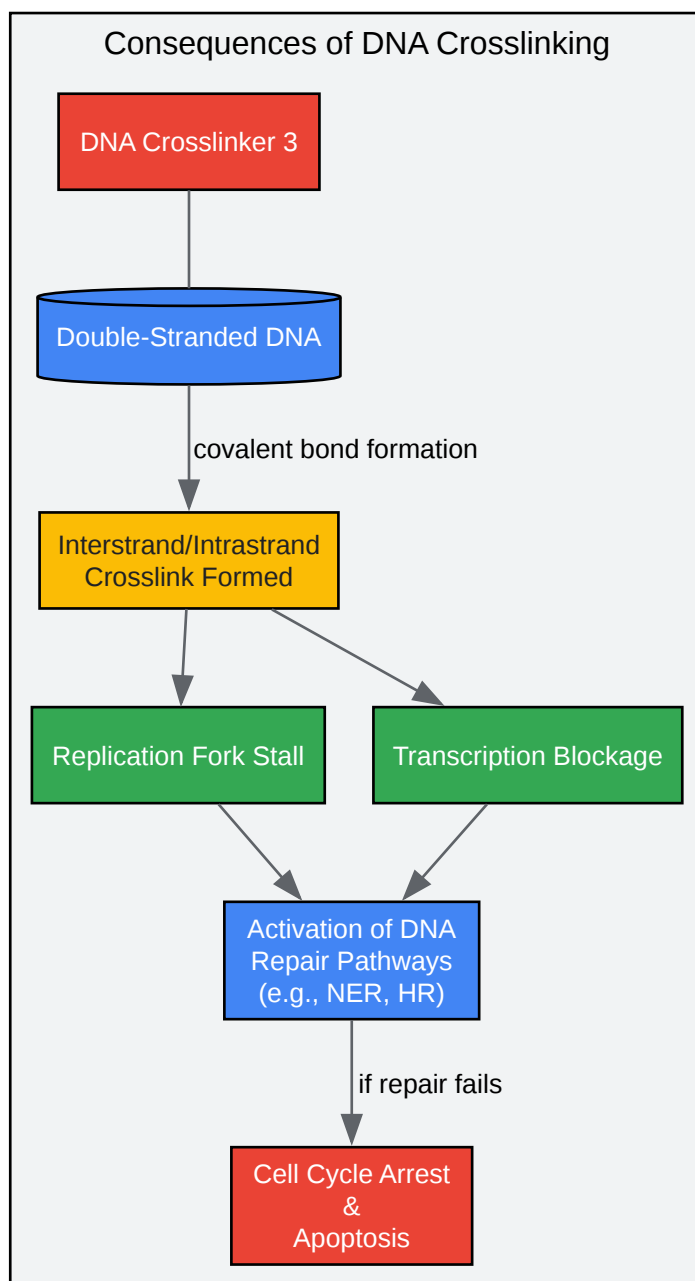 Consequences of DNA Crosslinking
DNA Crosslinker 3
Double-Stranded DNA
covalent bond formation
Interstrand/Intrastrand
Crosslink Formed
Replication Fork Stall
Transcription Blockage
Activation of DNA
Repair Pathways
(e.g., NER, HR)
if repair fails
Cell Cycle Arrest
&
Apoptosis